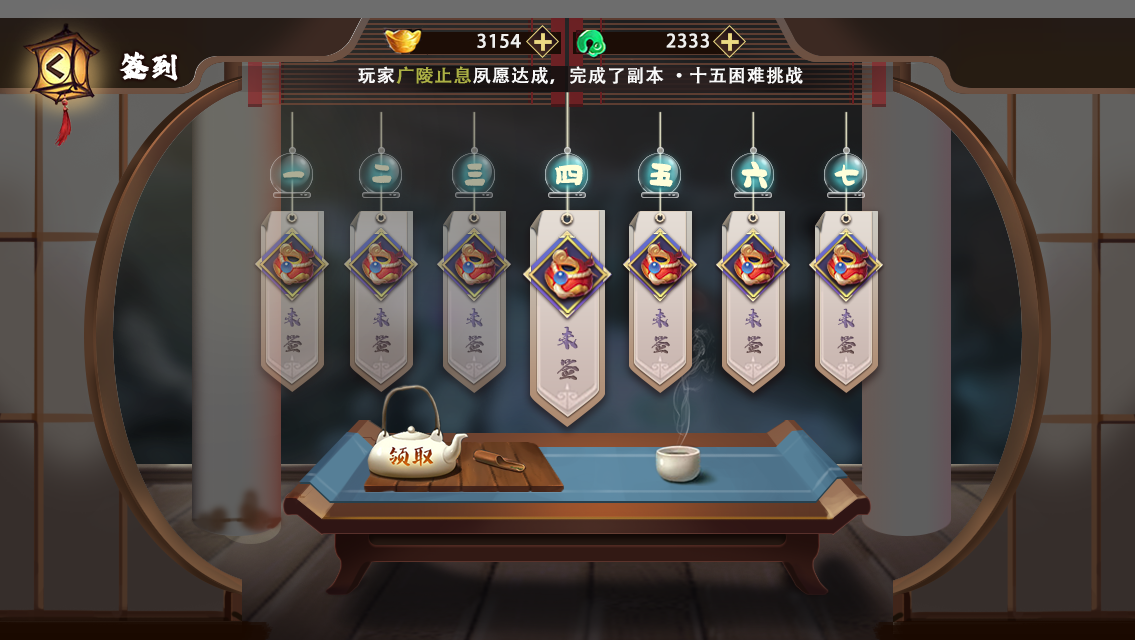 签到
3154
2333
玩家广陵止息夙愿达成，完成了副本·十五困难挑战
一 二 三 四 五 六 七
未签 未签 未签 未签 未签 未签 未签
领取